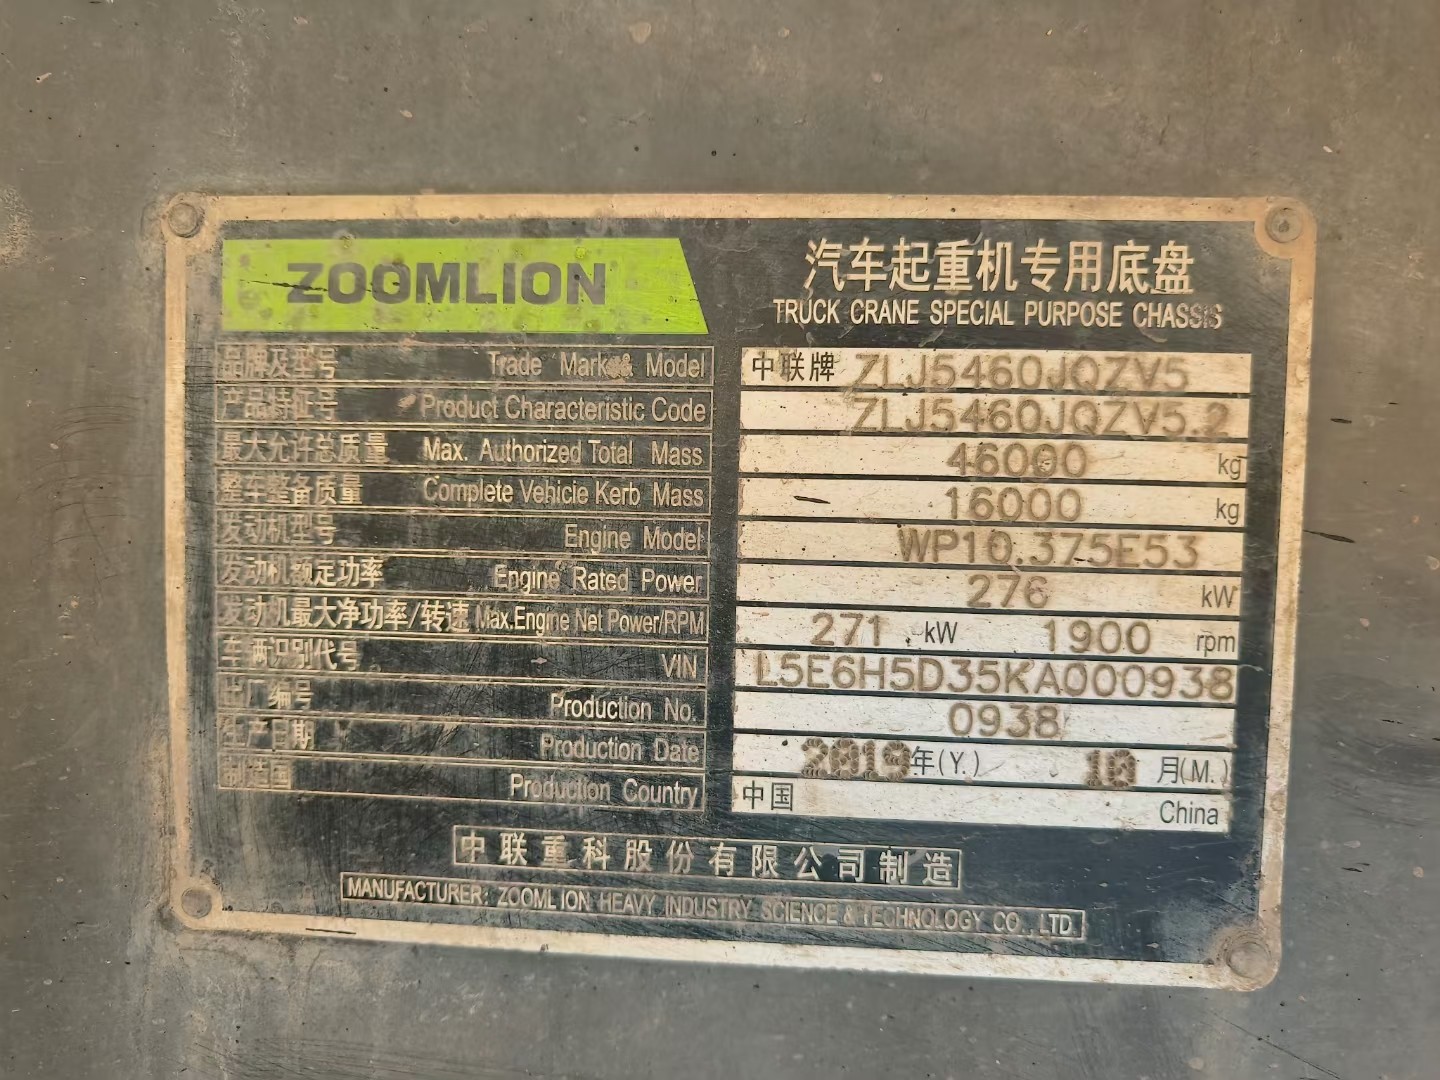 ZOOMLION
汽车起重机专用底盘
TRUCK CRANE SPECIAL PURPOSE CHASSIS
品牌及型号 Trade Mark & Model 中联牌 ZLJ5460JQZV5
产品特征号 Product Characteristic Code ZLJ5460JQZV5.2
最大允许总质量 Max. Authorized Total Mass 46000 kg
整车整备质量 Complete Vehicie Kerb Mass 16000 kg
发动机型号 Engine Model WP10.375E53
发动机额定功率 Engine Rated Power 276 kW
发动机最大净功率/转速 Max.Engine Net Power/RPM 271 kW 1900 rpm
车辆识别代号 VIN L5E6H5D35KA000938
出厂编号 Production No. 0938
生产日期 Production Date 2019 年(Y.) 10 月(M.)
制造国 Production Country 中国 China
中联重科股份有限公司制造
MANUFACTURER: ZOOMLION HEAVY INDUSTRY SCIENCE & TECHNOLOGY CO., LTD